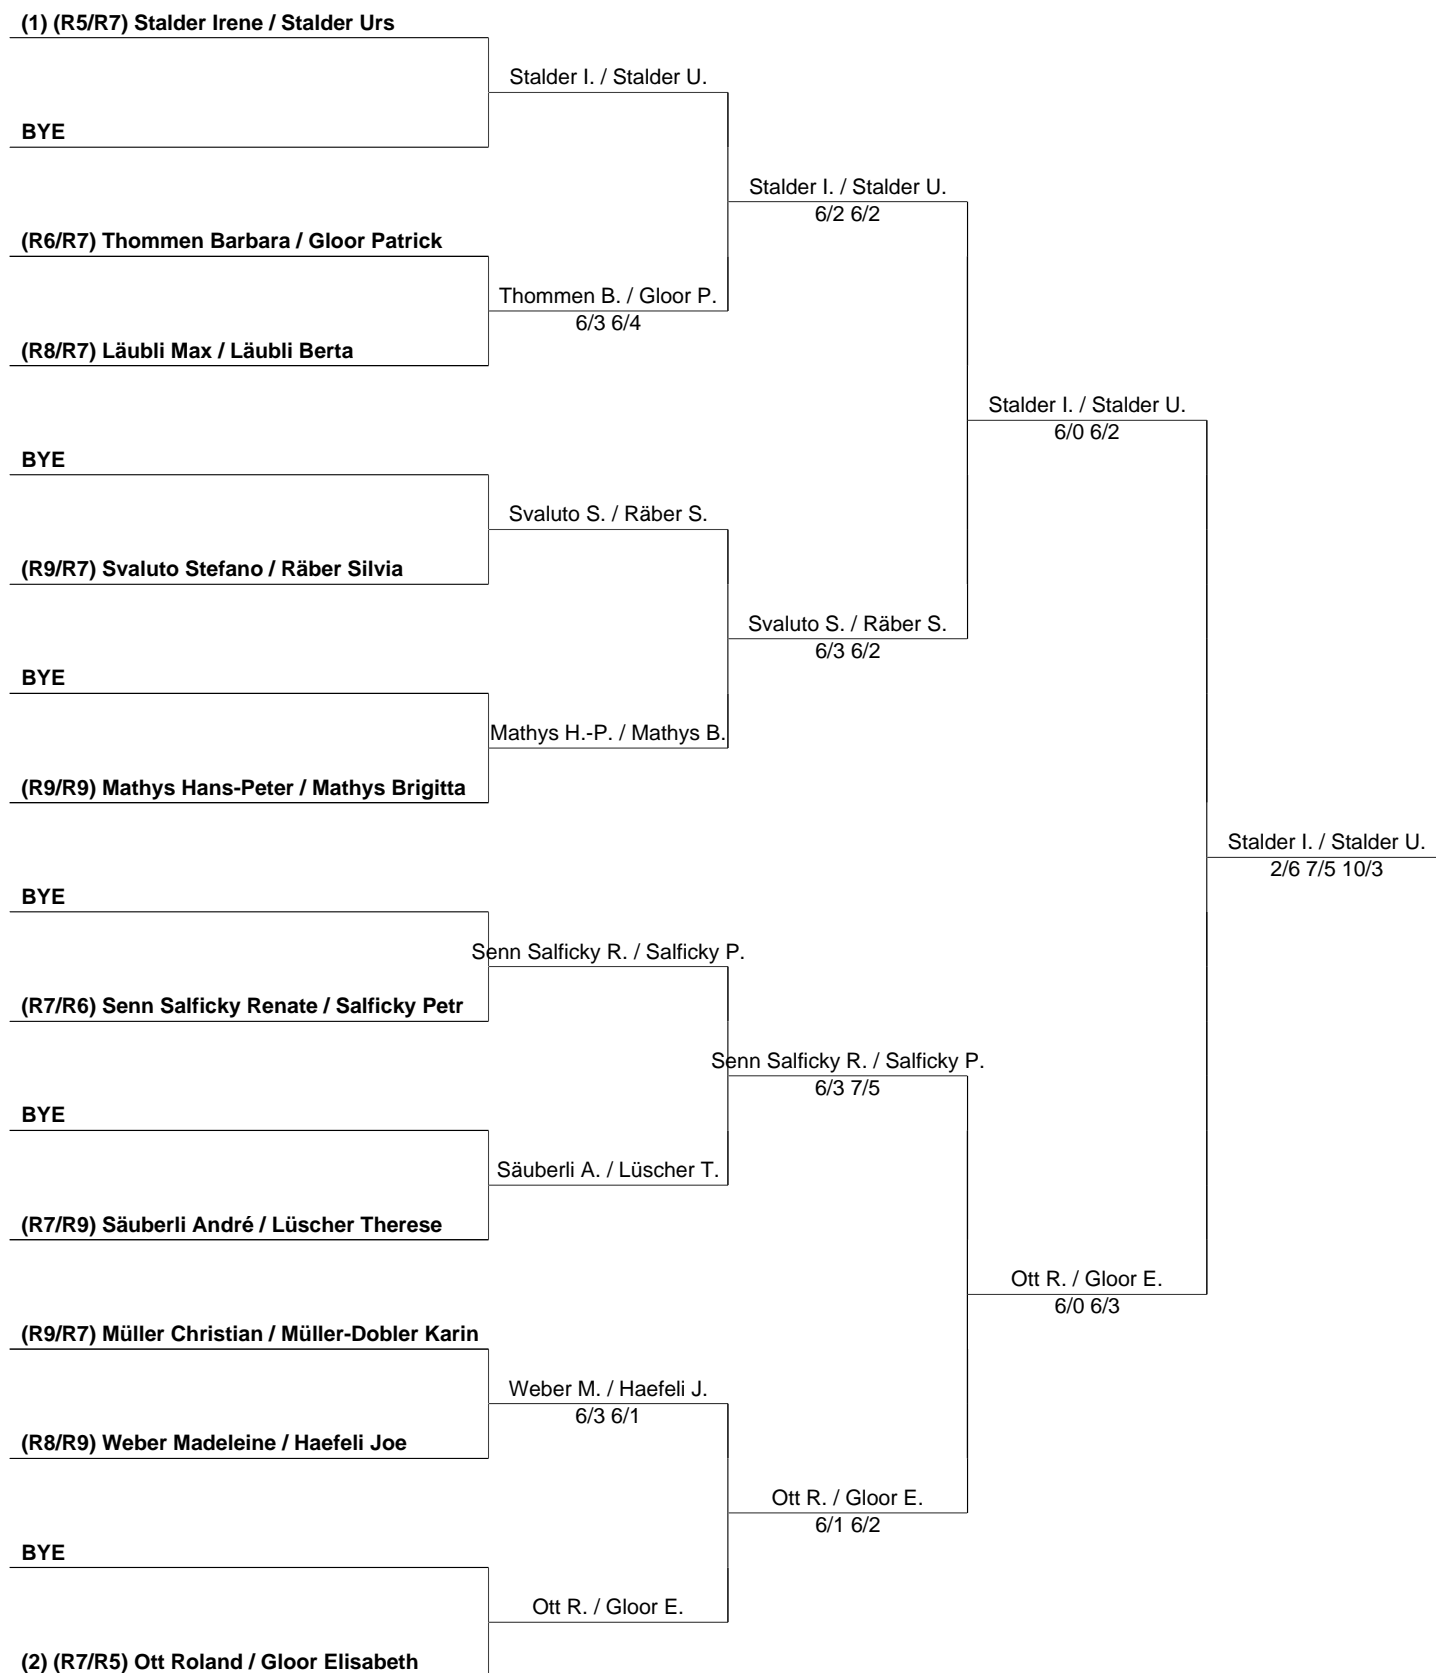 (1) (R5/R7) Stalder Irene / Stalder Urs
Stalder I. / Stalder U.
BYE
Stalder I. / Stalder U.
6/2 6/2
(R6/R7) Thommen Barbara / Gloor Patrick
Thommen B. / Gloor P.
6/3 6/4
(R8/R7) Läubli Max / Läubli Berta
Stalder I. / Stalder U.
6/0 6/2
BYE
Svaluto S. / Räber S.
(R9/R7) Svaluto Stefano / Räber Silvia
Svaluto S. / Räber S.
6/3 6/2
BYE
Mathys H.-P. / Mathys B.
(R9/R9) Mathys Hans-Peter / Mathys Brigitta
Stalder I. / Stalder U.
2/6 7/5 10/3
BYE
Senn Salficky R. / Salficky P.
(R7/R6) Senn Salficky Renate / Salficky Petr
Senn Salficky R. / Salficky P.
6/3 7/5
BYE
Säuberli A. / Lüscher T.
(R7/R9) Säuberli André / Lüscher Therese
Ott R. / Gloor E.
6/0 6/3
(R9/R7) Müller Christian / Müller-Dobler Karin
Weber M. / Haefeli J.
6/3 6/1
(R8/R9) Weber Madeleine / Haefeli Joe
Ott R. / Gloor E.
6/1 6/2
BYE
Ott R. / Gloor E.
(2) (R7/R5) Ott Roland / Gloor Elisabeth